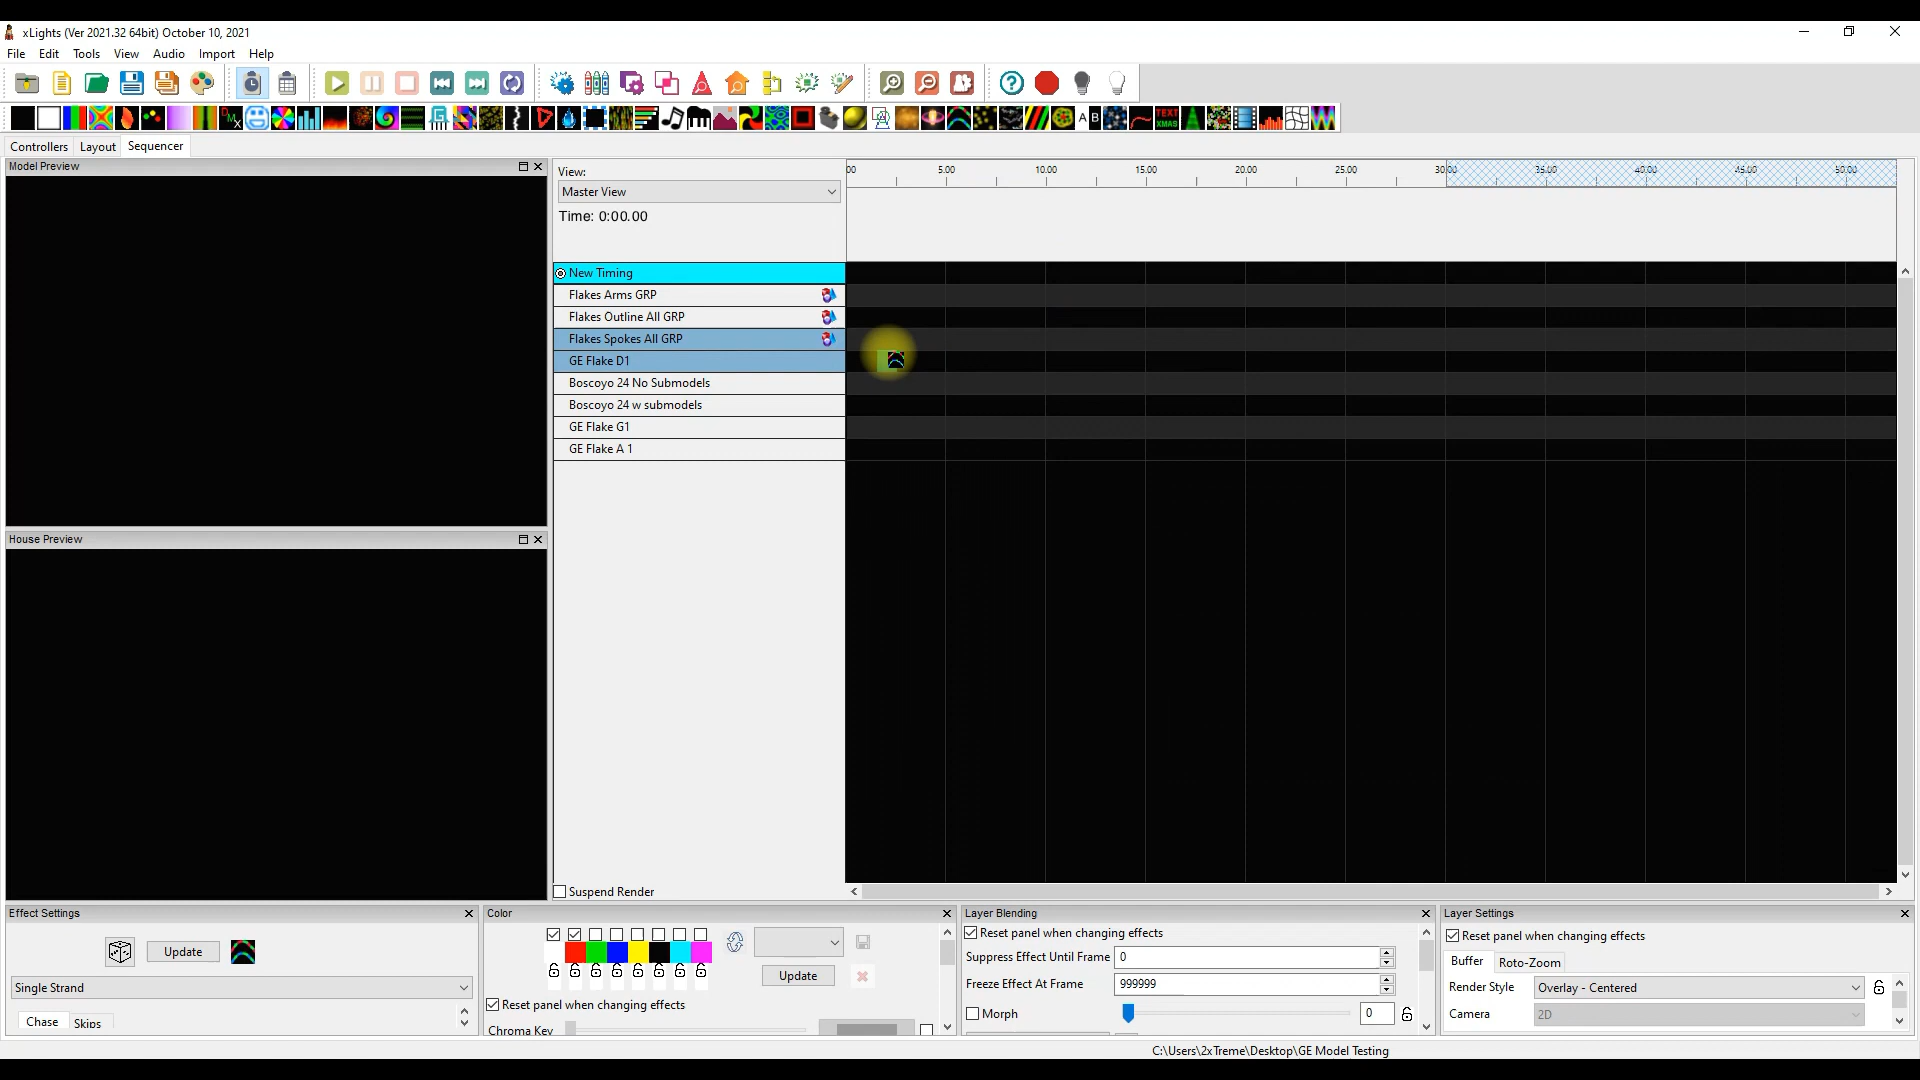 xLights (Ver 2021.32 64bit) October 10, 2021
File Edit Tools View Audio Import Help
Controllers Layout Sequencer
Model Preview
View:
Master View
Time: 0:00.00
00 5.00 10.00 15.00 20.00 25.00 30.00 35.00 40.00 45.00 50.00
New Timing
Flakes Arms GRP
Flakes Outline All GRP
Flakes Spokes All GRP
GE Flake D1
Boscoyo 24 No Submodels
Boscoyo 24 w submodels
GE Flake G1
GE Flake A 1
House Preview
Suspend Render
Effect Settings
Update
Single Strand
Chase Skips
Color
Update
Reset panel when changing effects
Chroma Key
Layer Blending
Reset panel when changing effects
Suppress Effect Until Frame 0
Freeze Effect At Frame 999999
Morph 0
Layer Settings
Reset panel when changing effects
Buffer Roto-Zoom
Render Style Overlay - Centered
Camera 2D
C:\Users\2xTreme\Desktop\GE Model Testing